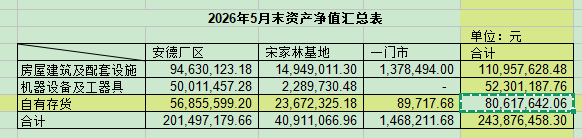 2026年5月末资产净值汇总表
单位：元
安德厂区 宋家林基地 一门市 合计
房屋建筑及配套设施 94,630,123.18 14,949,011.30 1,378,494.00 110,957,628.48
机器设备及工器具 50,011,457.28 2,289,730.48 - 52,301,187.76
自有存货 56,855,599.20 23,672,325.18 89,717.68 80,617,642.06
合计 201,497,179.66 40,911,066.96 1,468,211.68 243,876,458.30